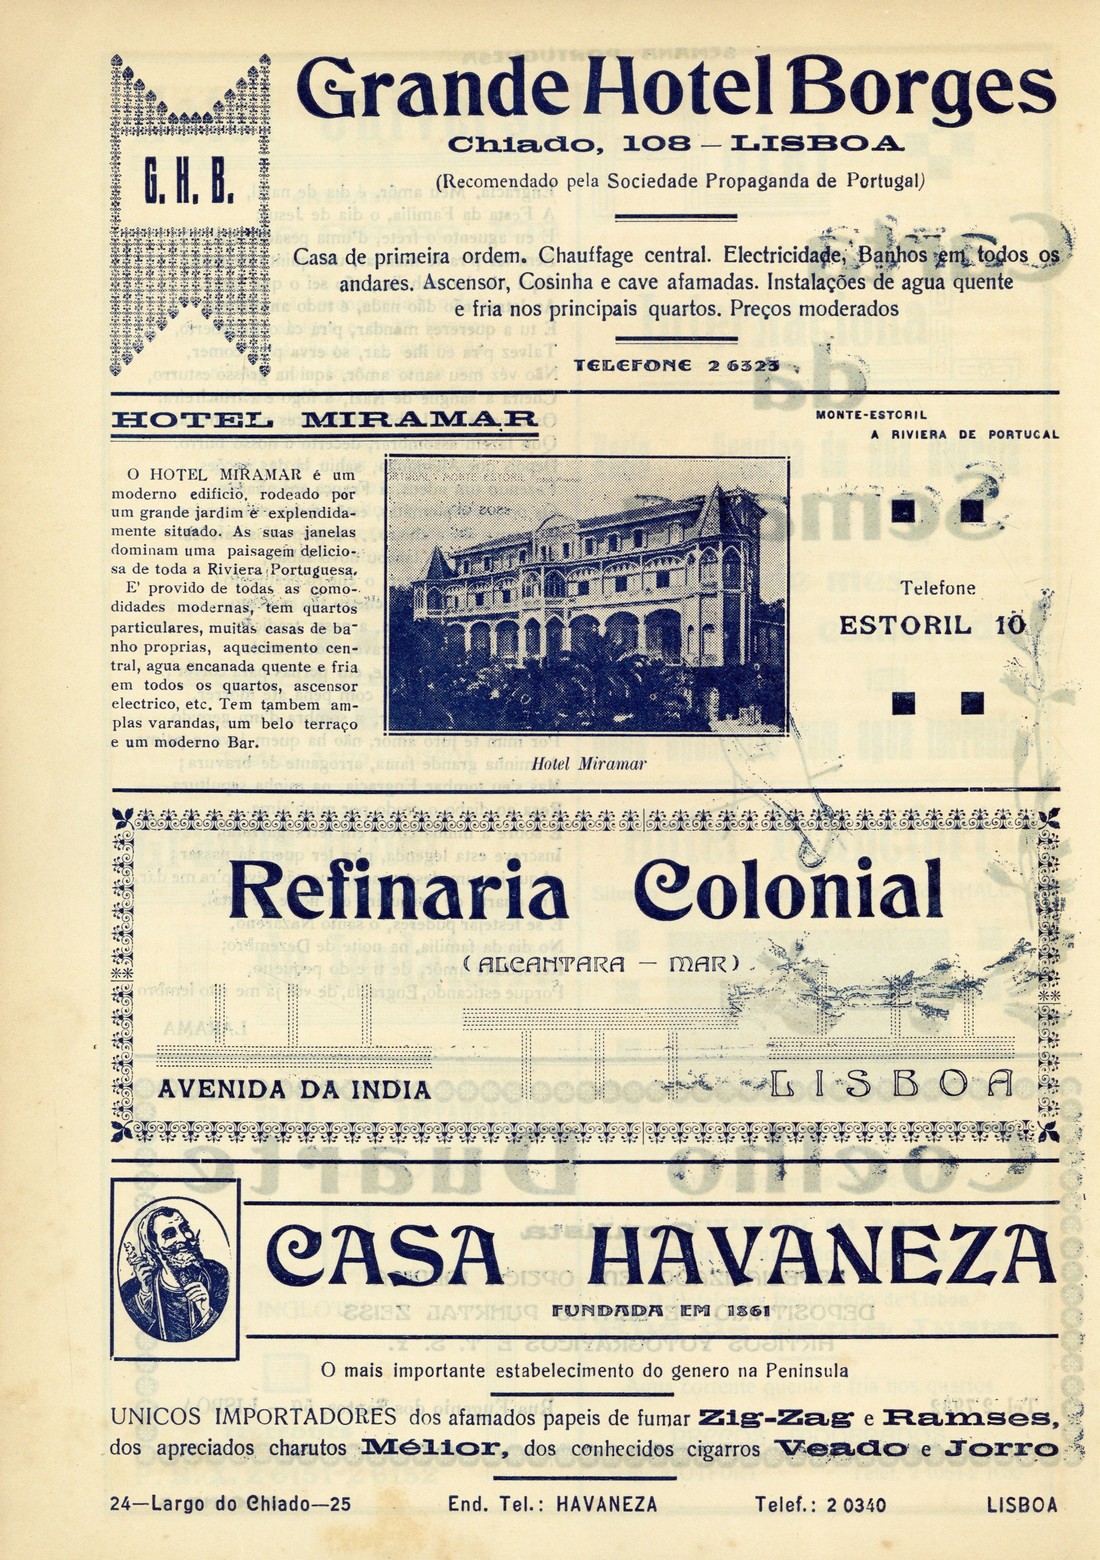 G. H. B.
Grande Hotel Borges
Chiado, 108 – LISBOA
(Recomendado pela Sociedade Propaganda de Portugal)
Casa de primeira ordem. Chauffage central. Electricidade, Banhos em todos os
andares. Ascensor, Cosinha e cave afamadas. Instalações de agua quente
e fria nos principais quartos. Preços moderados
TELEFONE 2 6323
HOTEL MIRAMAR
MONTE-ESTORIL
A RIVIERA DE PORTUGAL
O HOTEL MIRAMAR é um
moderno edificio, rodeado por
um grande jardim e explendida-
mente situado. As suas janelas
dominam uma paisagem delicio-
sa de toda a Riviera Portuguesa.
E' provido de todas as como-
didades modernas, tem quartos
particulares, muitas casas de ba-
nho proprias, aquecimento cen-
tral, agua encanada quente e fria
em todos os quartos, ascensor
electrico, etc. Tem tambem am-
plas varandas, um belo terraço
e um moderno Bar.
Hotel Miramar
Telefone
ESTORIL 10
Refinaria Colonial
(ALCANTARA — MAR)
AVENIDA DA INDIA
LISBOA
CASA HAVANEZA
FUNDADA EM 1861
O mais importante estabelecimento do genero na Peninsula
UNICOS IMPORTADORES dos afamados papeis de fumar Zig-Zag e Ramses,
dos apreciados charutos Mélior, dos conhecidos cigarros Veado e Jorro
24—Largo do Chiado—25 End. Tel.: HAVANEZA Telef.: 2 0340 LISBOA